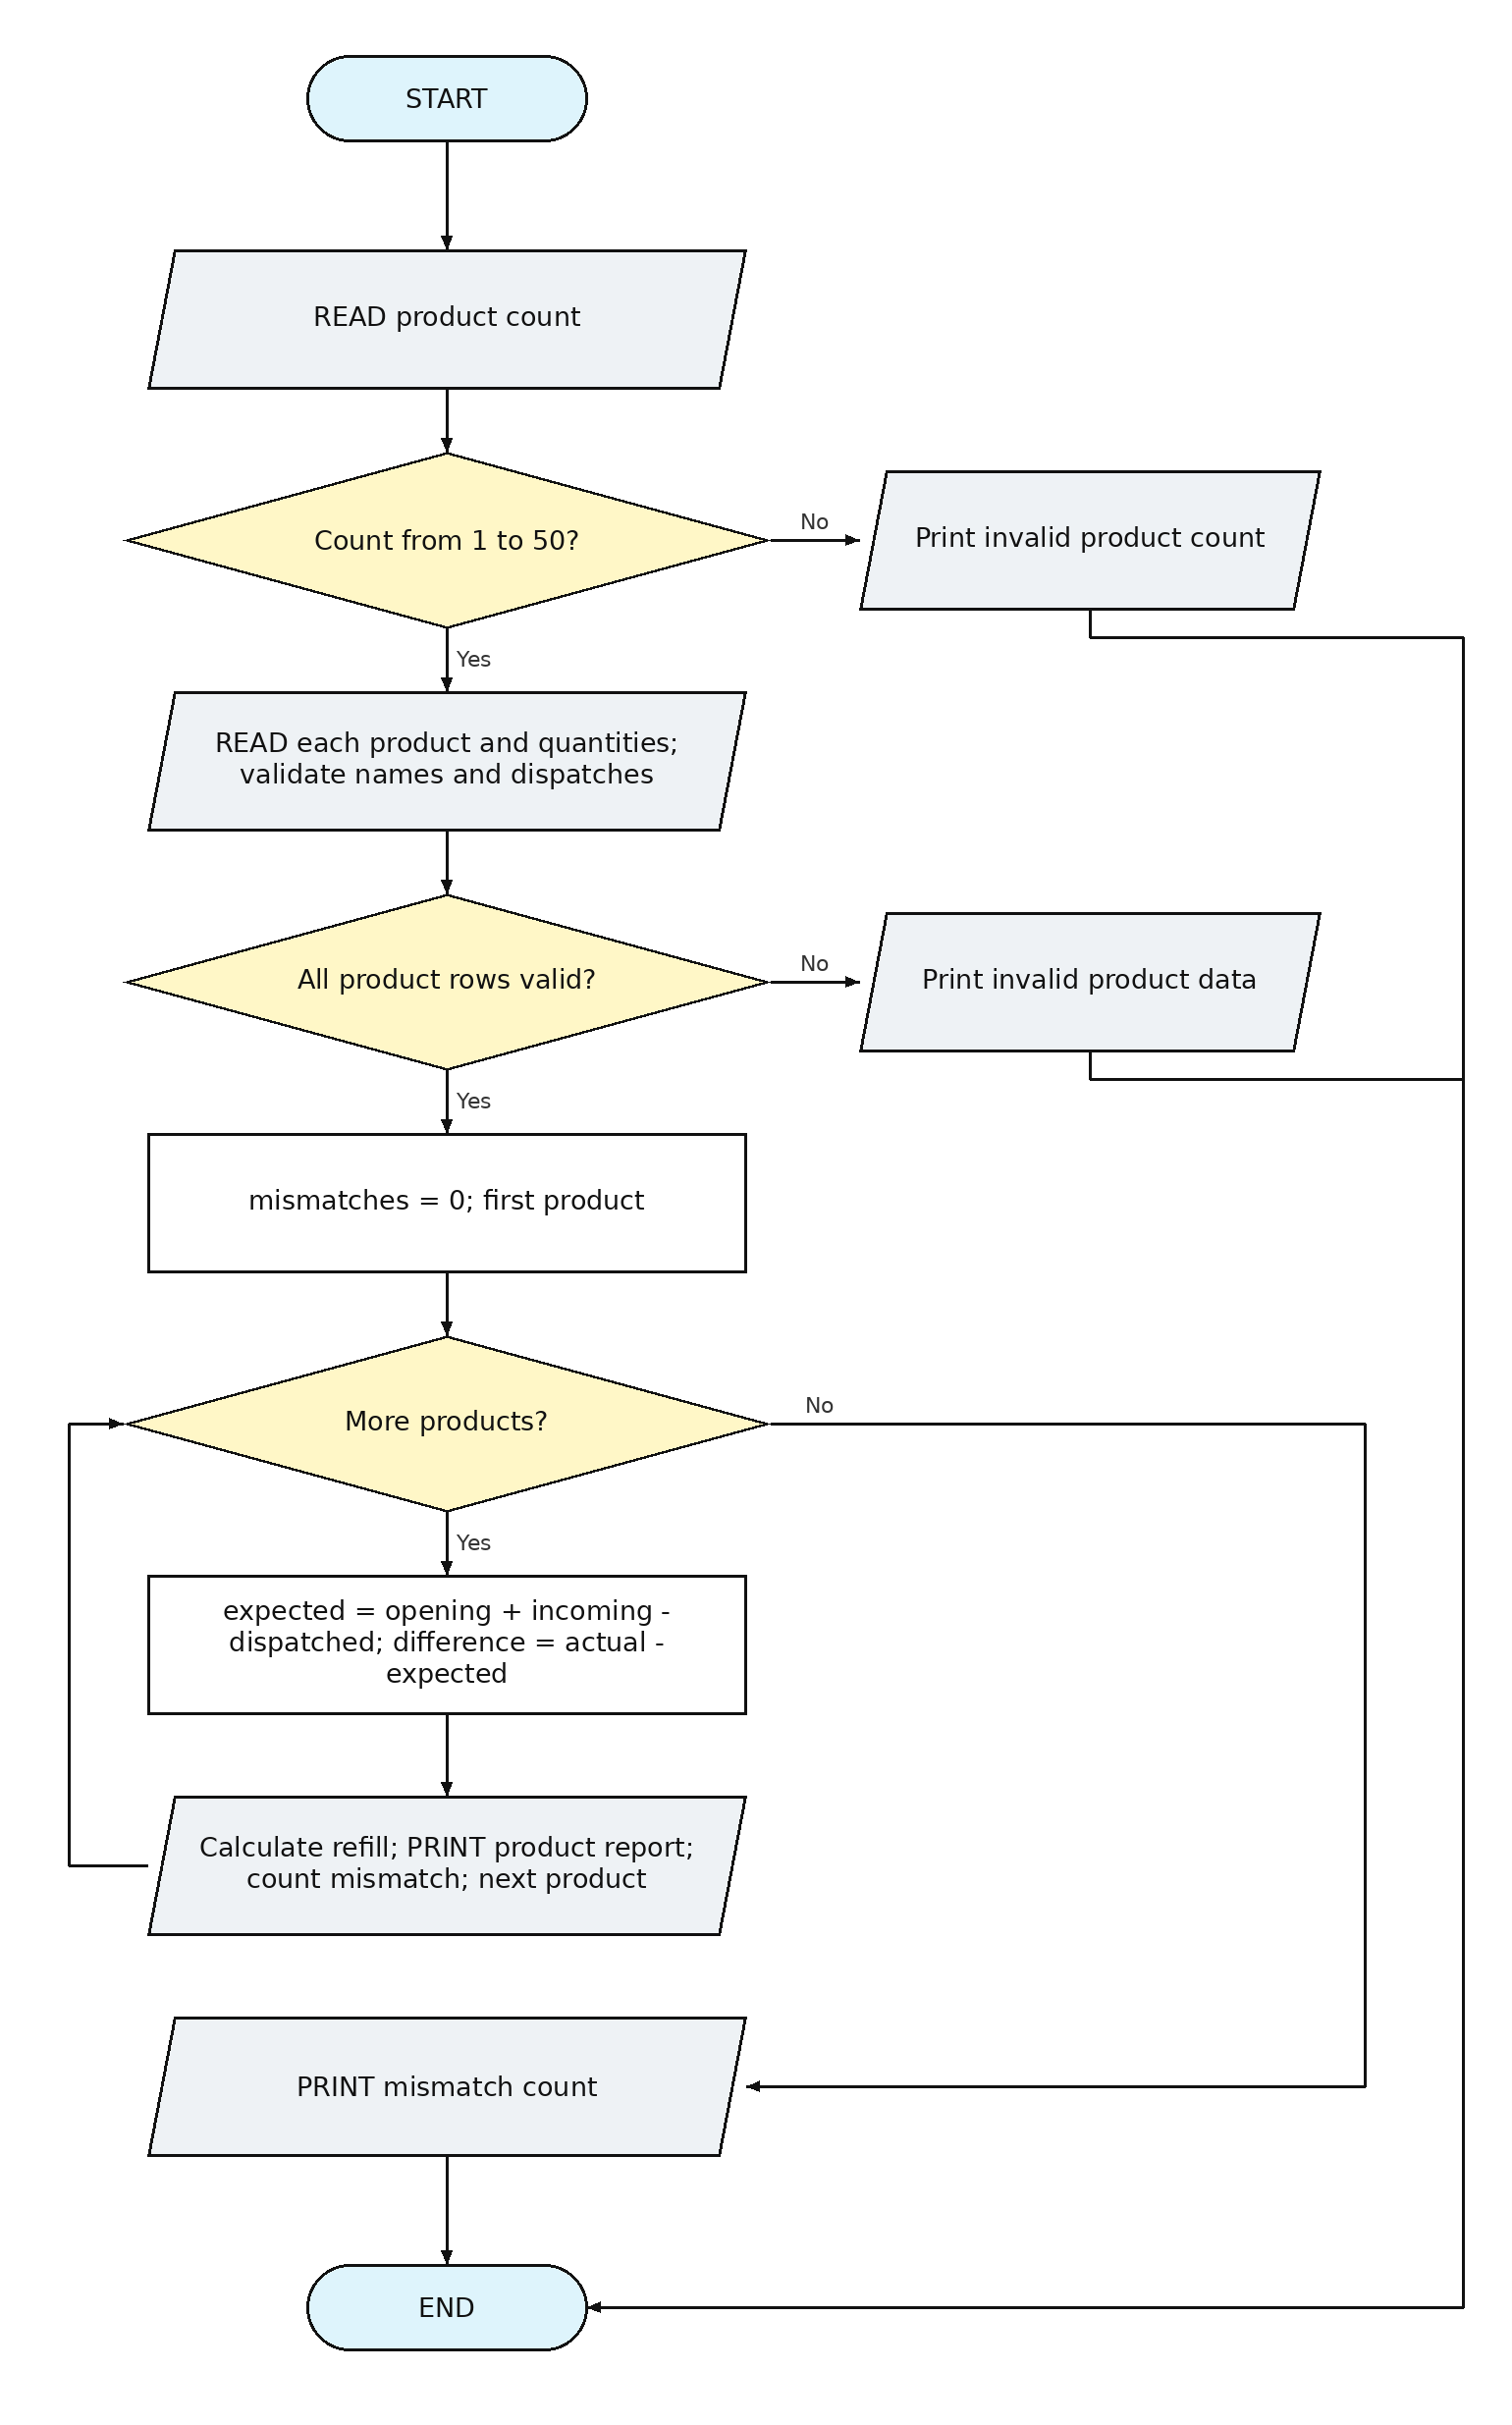 START
READ product count
Count from 1 to 50?
No
Print invalid product count
Yes
READ each product and quantities;
validate names and dispatches
All product rows valid?
No
Print invalid product data
Yes
mismatches = 0; first product
More products?
No
Yes
expected = opening + incoming -
dispatched; difference = actual -
expected
Calculate refill; PRINT product report;
count mismatch; next product
PRINT mismatch count
END